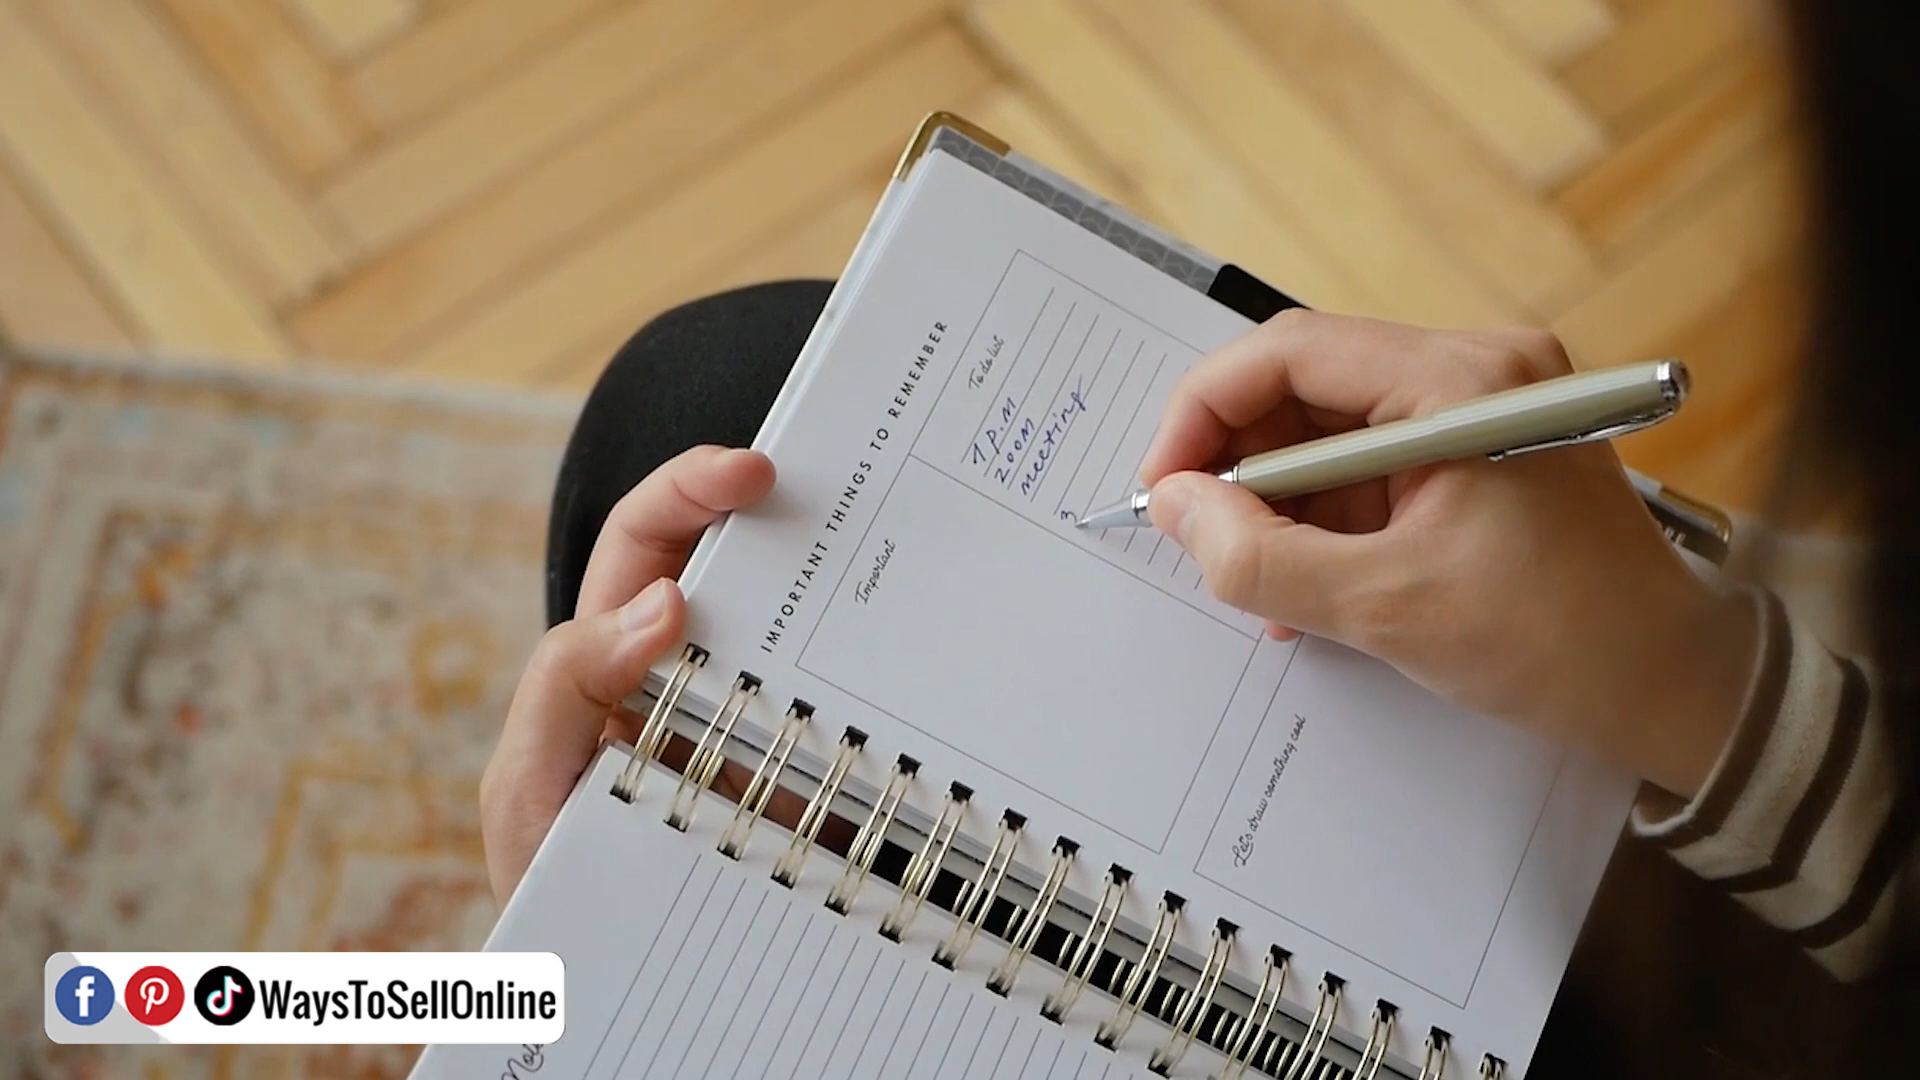 IMPORTANT THINGS TO REMEMBER
To do list
1 P.M
ZOOM
meeting
3
Important
Let's draw something cool
WaysToSellOnline